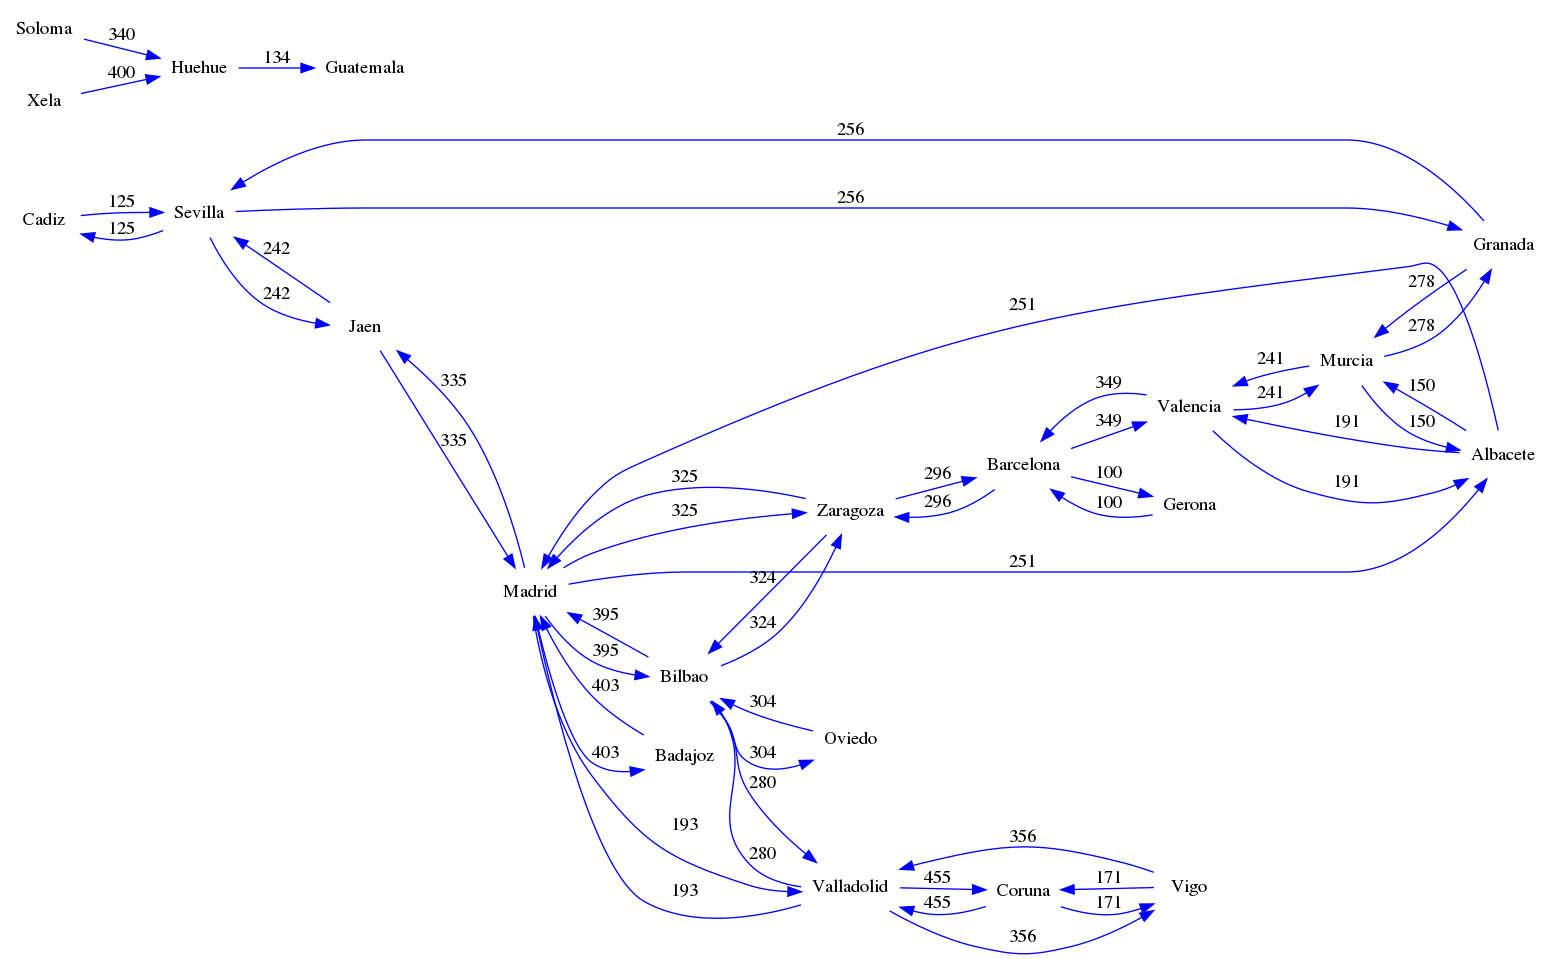 Soloma
340
Huehue
134
Guatemala
400
Xela
256
125
Sevilla
256
Cadiz
125
Granada
242
278
242
251
Jaen
278
241
Murcia
335
349
150
241
Valencia
349
150
191
335
Albacete
Barcelona
325
296
100
191
296
100
Gerona
325
Zaragoza
251
324
Madrid
395
324
395
Bilbao
403
304
Oviedo
403
304
Badajoz
280
193
356
280
455
171
Valladolid
Coruna
Vigo
193
455
171
356